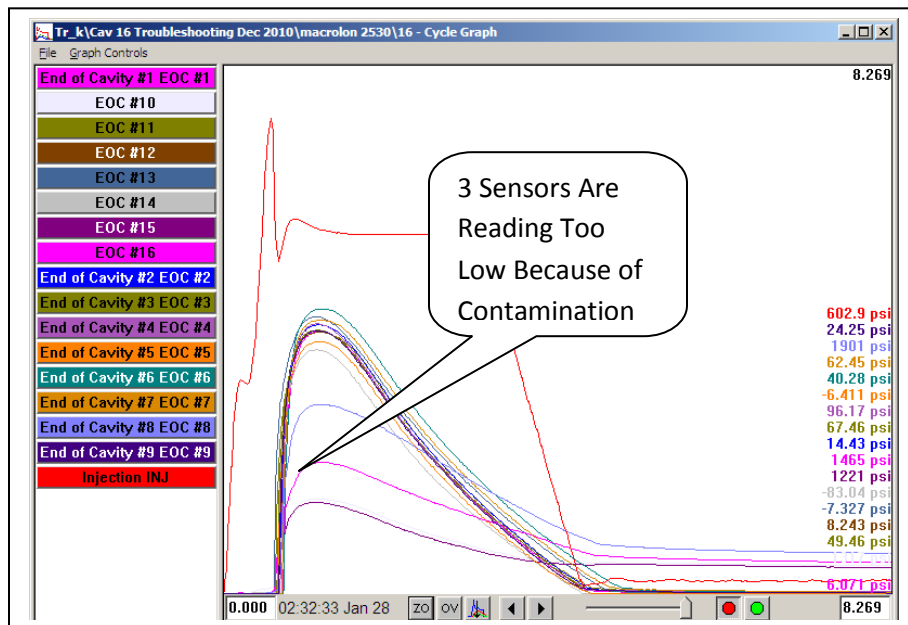 Tr_k\Cav 16 Troubleshooting Dec 2010\macrolon 2530\16 - Cycle Graph
File Graph Controls
End of Cavity #1 EOC #1
EOC #10
EOC #11
EOC #12
EOC #13
EOC #14
EOC #15
EOC #16
End of Cavity #2 EOC #2
End of Cavity #3 EOC #3
End of Cavity #4 EOC #4
End of Cavity #5 EOC #5
End of Cavity #6 EOC #6
End of Cavity #7 EOC #7
End of Cavity #8 EOC #8
End of Cavity #9 EOC #9
Injection INJ
8.269
3 Sensors Are
Reading Too
Low Because of
Contamination
602.9 psi
24.25 psi
1901 psi
62.45 psi
40.28 psi
-6.411 psi
96.17 psi
67.46 psi
14.43 psi
1465 psi
1221 psi
-83.04 psi
-7.327 psi
8.243 psi
49.46 psi
6.071 psi
0.000 02:32:33 Jan 28 ZO OV 8.269